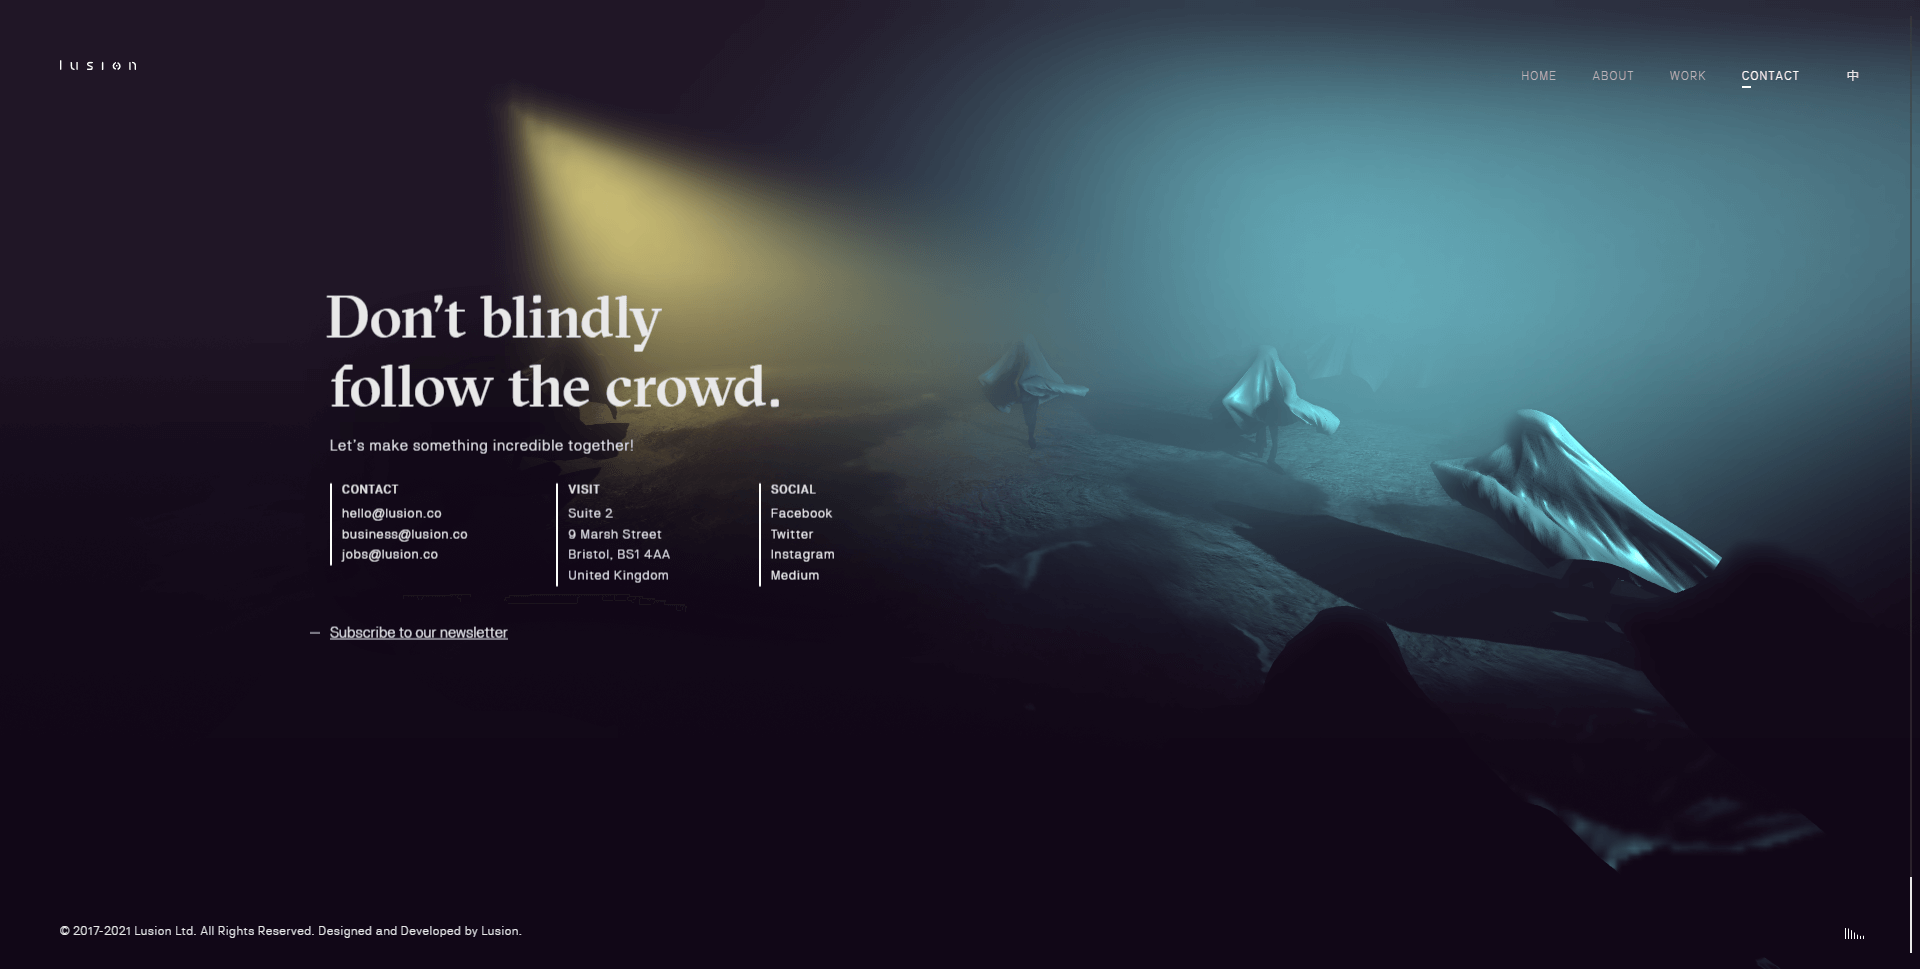 lusion
HOME ABOUT WORK CONTACT 中
Don't blindly
follow the crowd.
Let's make something incredible together!
CONTACT
hello@lusion.co
business@lusion.co
jobs@lusion.co
VISIT
Suite 2
9 Marsh Street
Bristol, BS1 4AA
United Kingdom
SOCIAL
Facebook
Twitter
Instagram
Medium
Subscribe to our newsletter
© 2017-2021 Lusion Ltd. All Rights Reserved. Designed and Developed by Lusion.